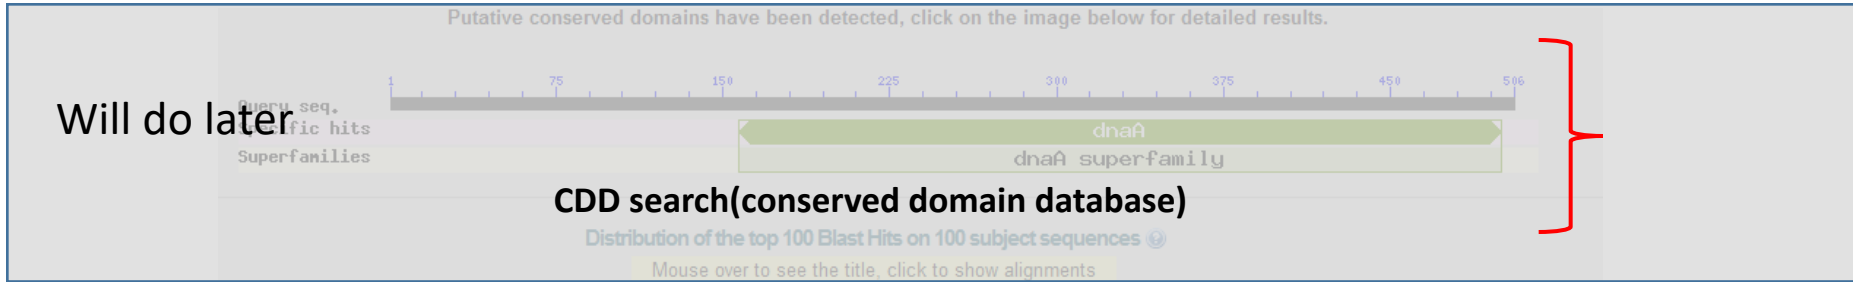 Putative conserved domains have been detected, click on the image below for detailed results.
1 75 150 225 300 375 450 506
Will do later
Query seq.
Specific hits dnaA
Superfamilies dnaA superfamily
CDD search(conserved domain database)
Distribution of the top 100 Blast Hits on 100 subject sequences
Mouse over to see the title, click to show alignments